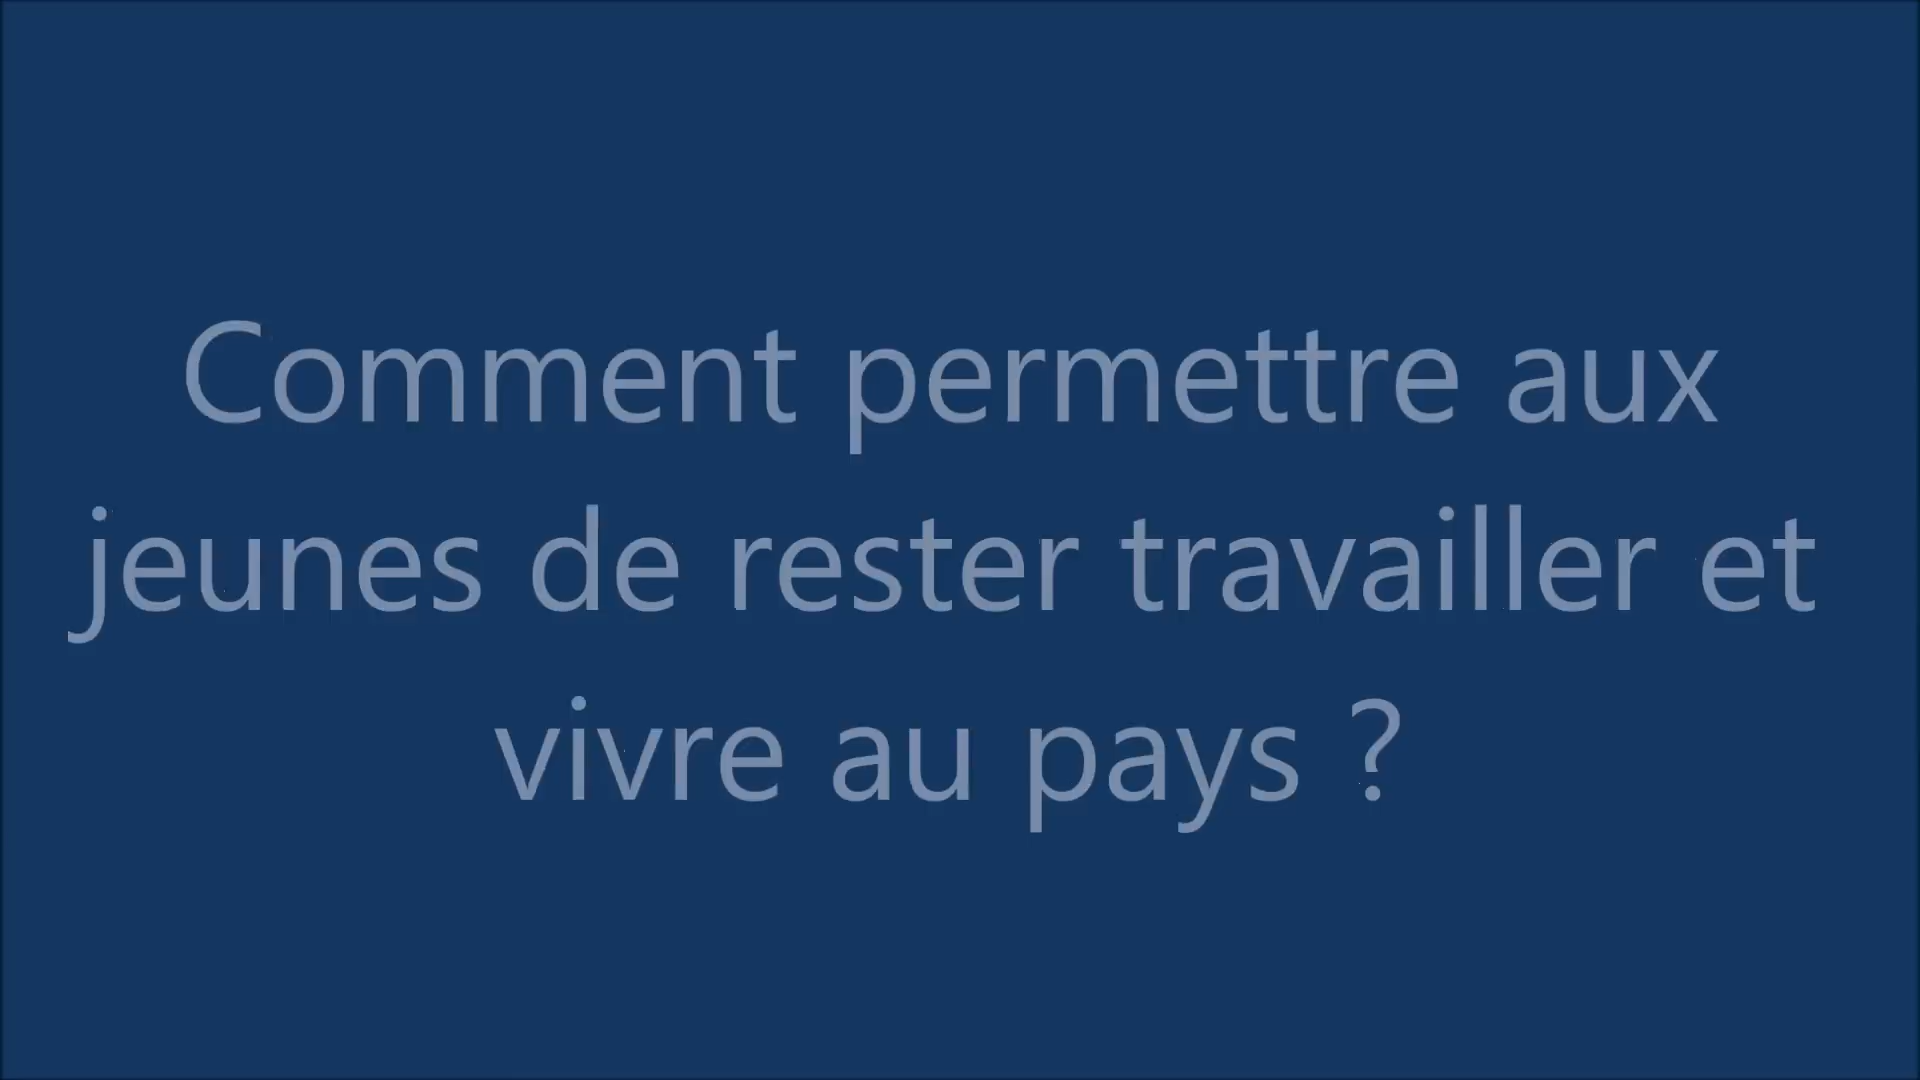 Comment permettre aux
jeunes de rester travailler et
vivre au pays ?